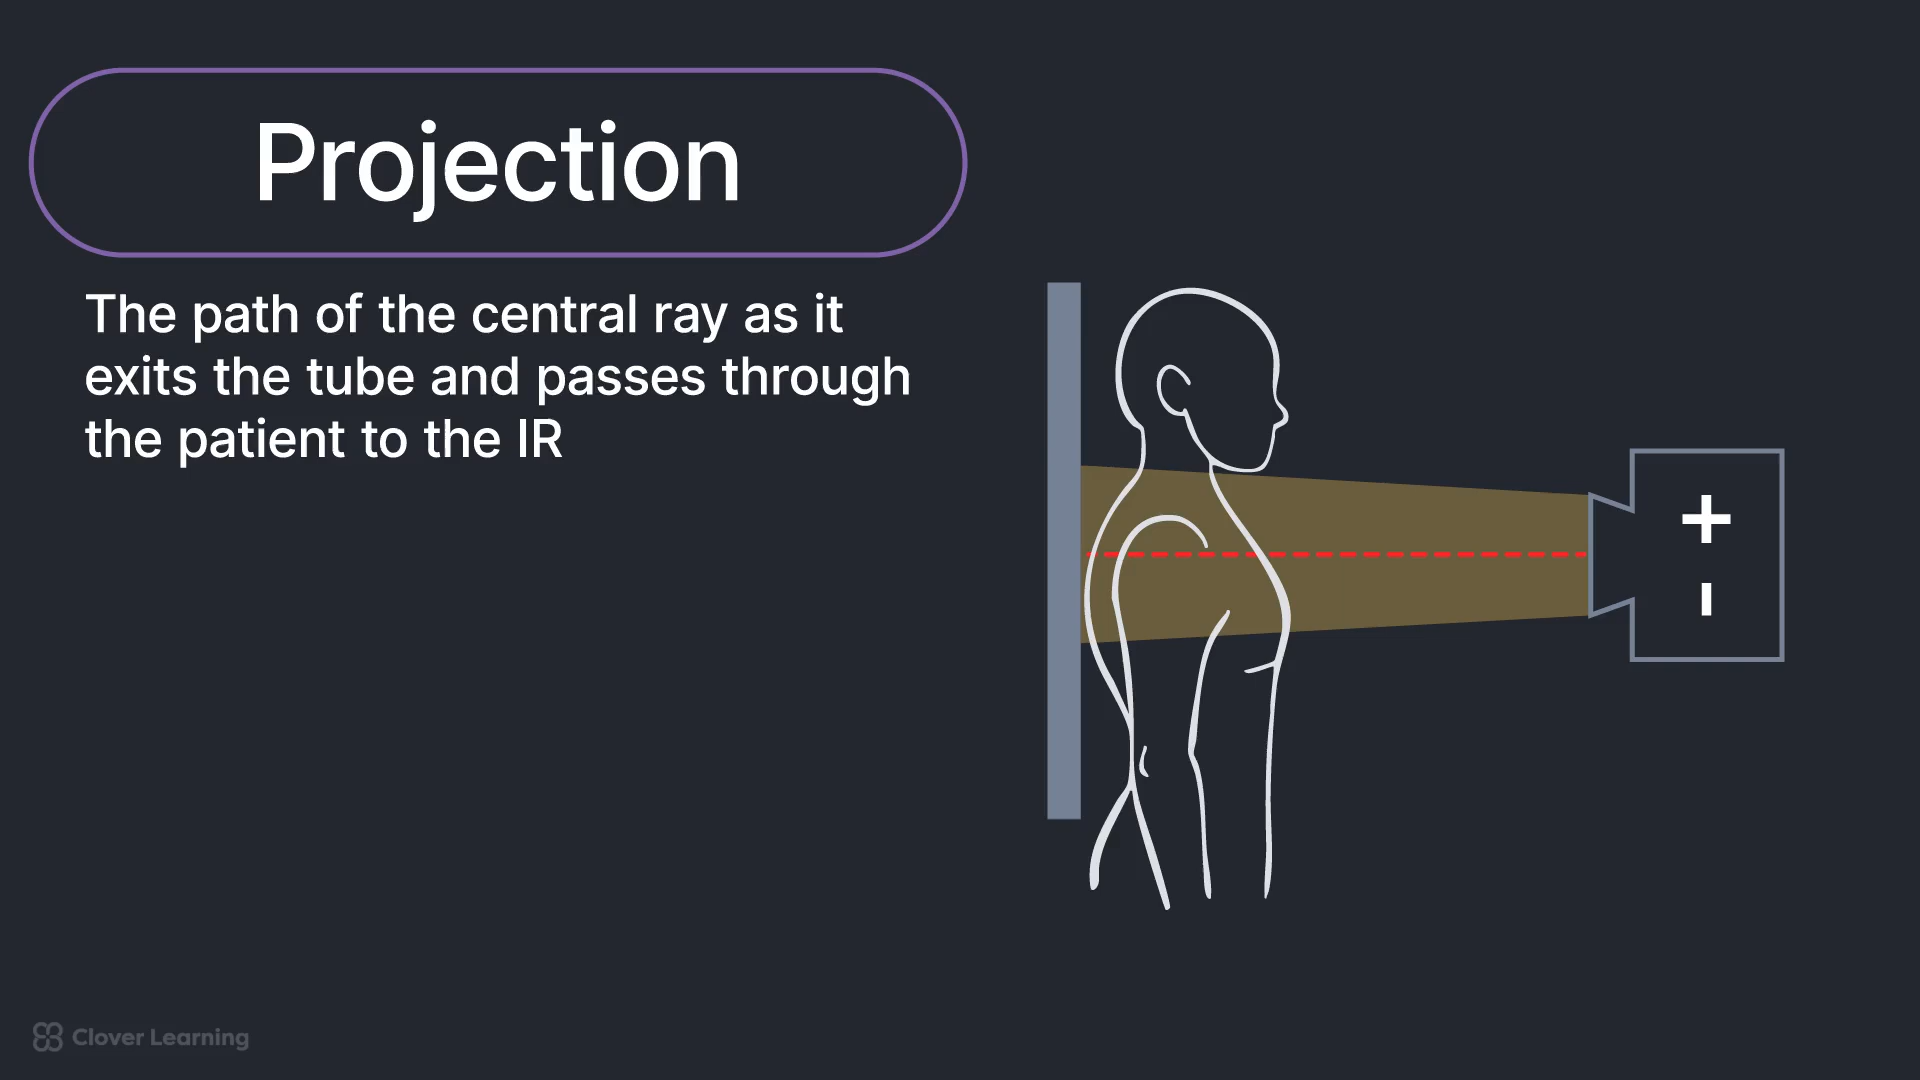 Projection
The path of the central ray as it
exits the tube and passes through
the patient to the IR
+
-
Clover Learning